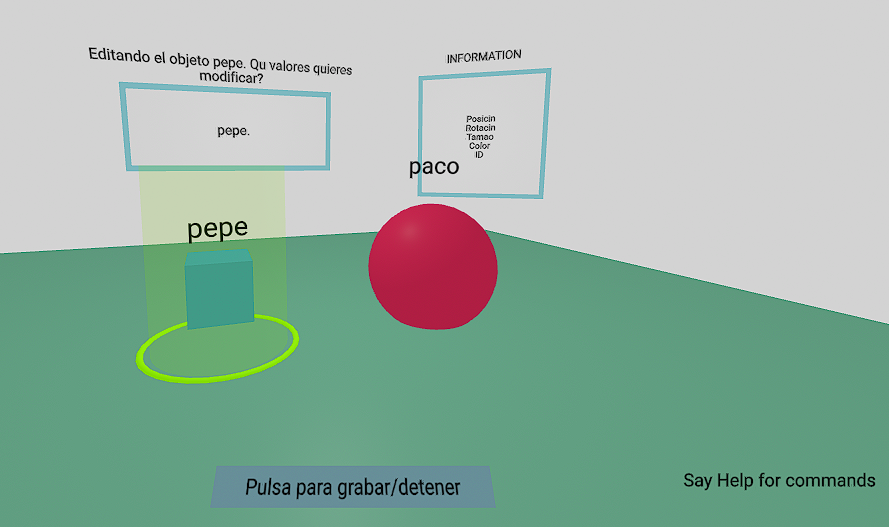 Editando el objeto pepe. Qu valores quieres
modificar?
pepe.
INFORMATION
Posicin
Rotacin
Tamao
Color
ID
paco
pepe
Pulsa para grabar/detener
Say Help for commands